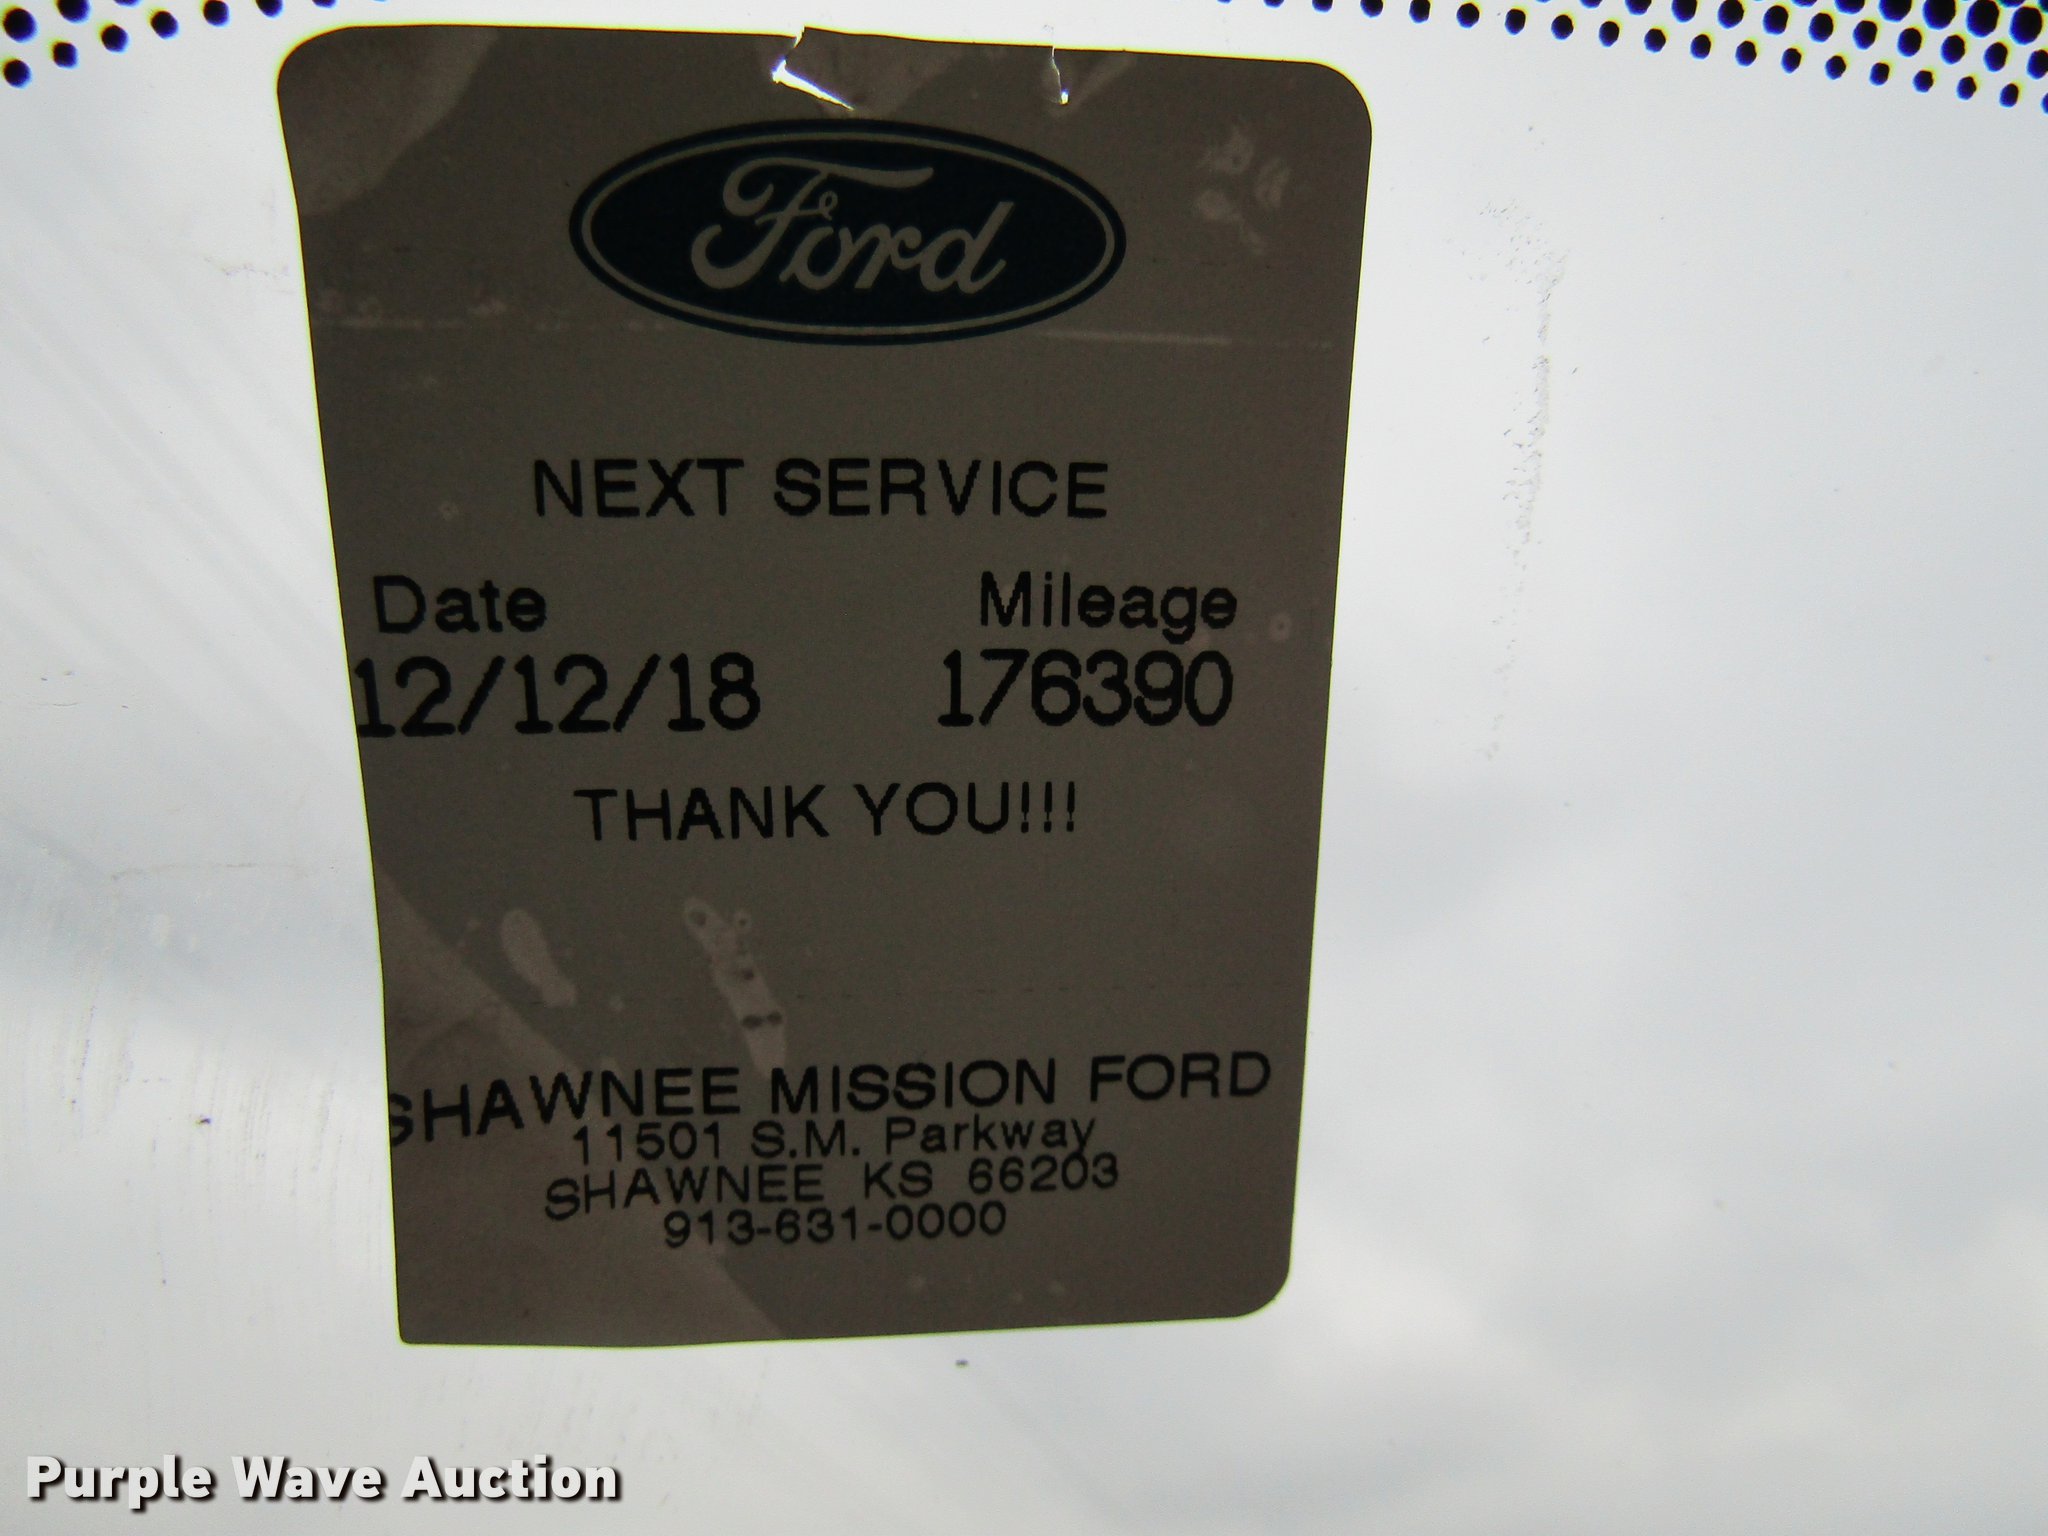 Ford
NEXT SERVICE
Date Mileage
12/12/18 176390
THANK YOU!!!
SHAWNEE MISSION FORD
11501 S.M. Parkway
SHAWNEE KS 66203
913-631-0000
Purple Wave Auction